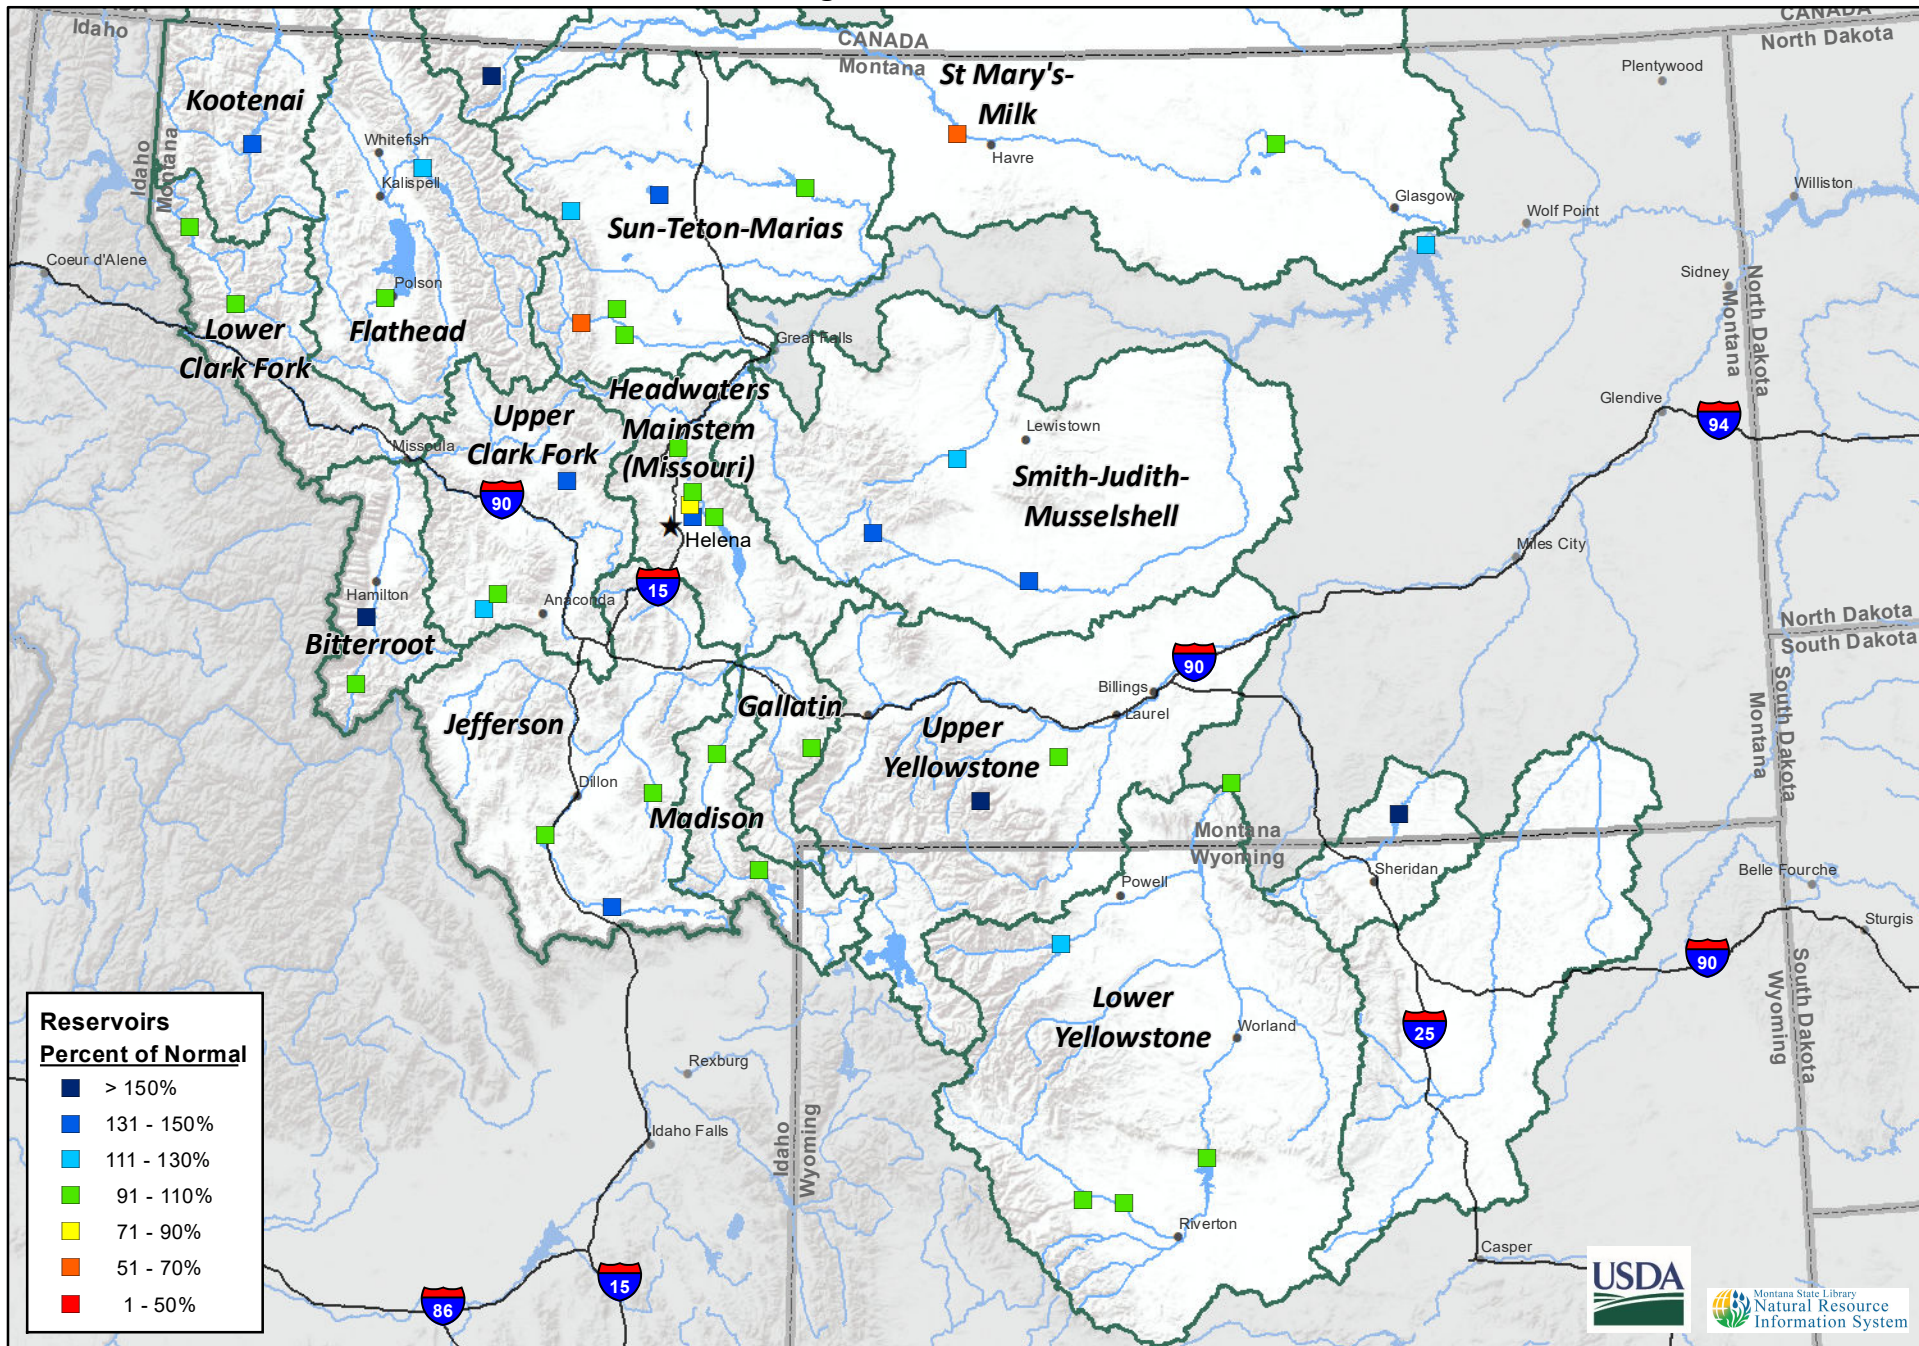 CANADA
Idaho
CANADA
Montana
CANADA
North Dakota
Plentywood
St Mary's-
Milk
Kootenai
Whitefish
Kalispell
Havre
Idaho
Montana
Glasgow
Wolf Point
Williston
Sun-Teton-Marias
Coeur d'Alene
Polson
Sidney
North Dakota
Montana
Lower
Clark Fork
Flathead
Great Falls
Headwaters
Mainstem
(Missouri)
Upper
Clark Fork
Glendive
94
Lewistown
Missoula
Smith-Judith-
Musselshell
90
Helena
Miles City
15
Hamilton
Anaconda
Bitterroot
North Dakota
South Dakota
90
Billings
Laurel
Gallatin
Jefferson
Upper
Yellowstone
South Dakota
Montana
Dillon
Madison
Montana
Wyoming
Powell
Sheridan
Belle Fourche
Sturgis
90
South Dakota
Wyoming
Lower
Yellowstone
Worland
25
Rexburg
Idaho Falls
Idaho
Wyoming
Riverton
Casper
15
86
Reservoirs
Percent of Normal
> 150%
131 - 150%
111 - 130%
91 - 110%
71 - 90%
51 - 70%
1 - 50%
USDA
Montana State Library
Natural Resource
Information System